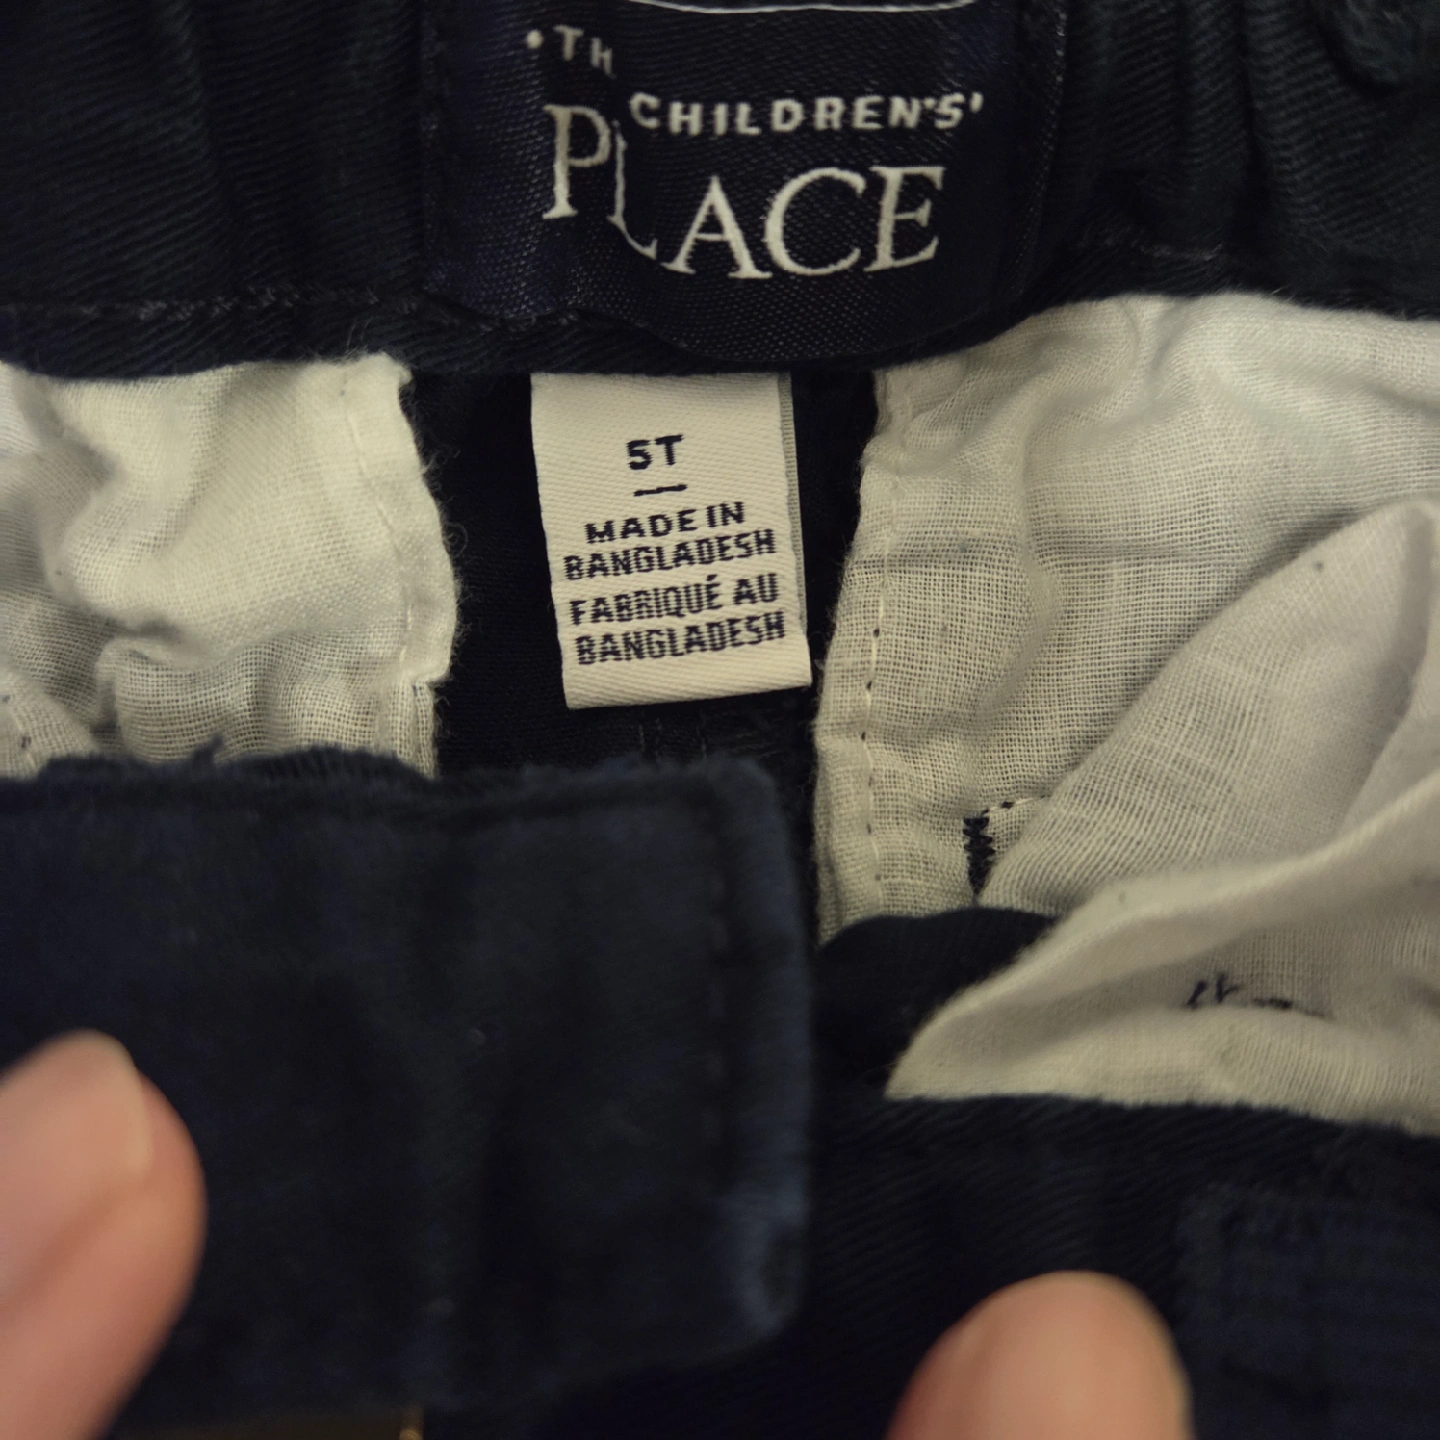 CHILDREN'S
PLACE
5T
MADE IN
BANGLADESH
FABRIQUÉ AU
BANGLADESH